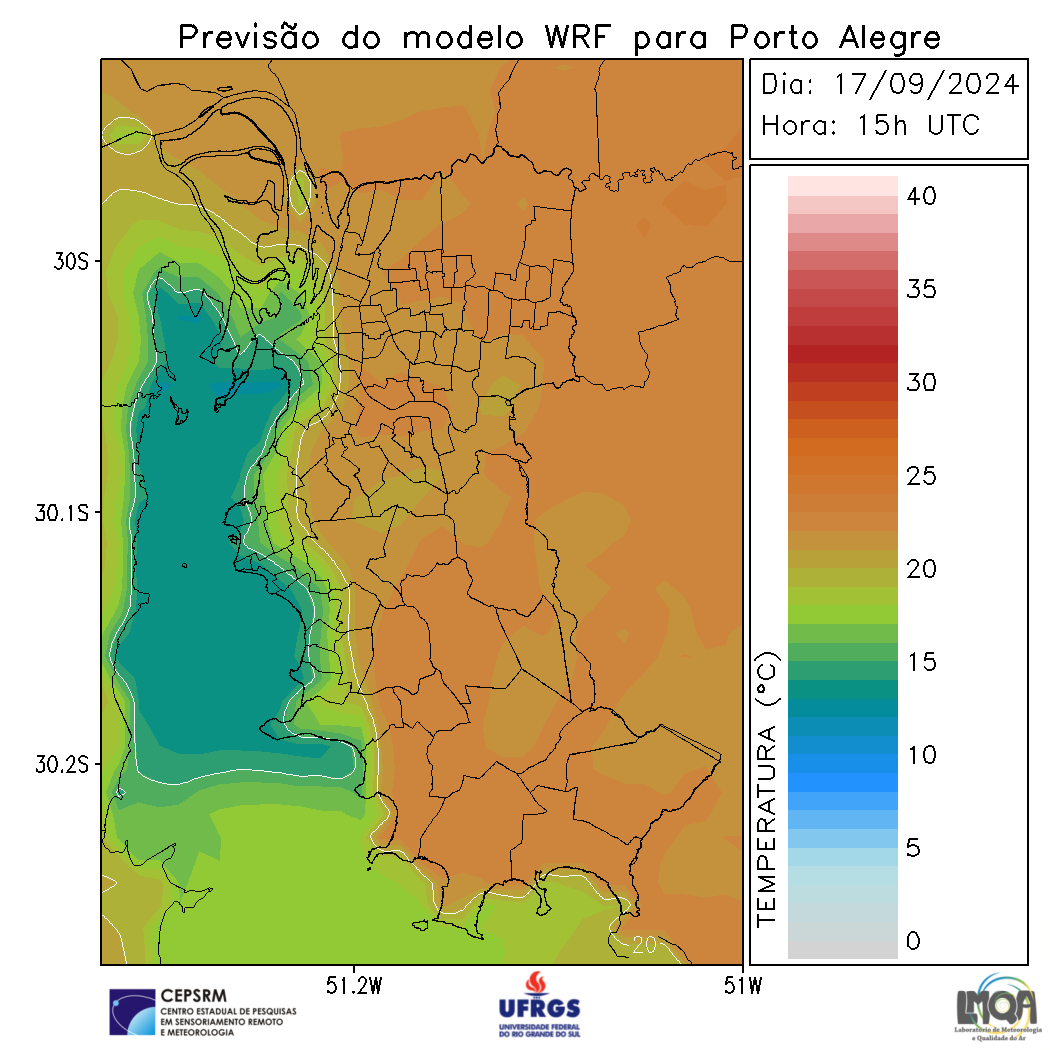 Previsão do modelo WRF para Porto Alegre
Dia: 17/09/2024
Hora: 15h UTC
40
35
30
25
20
15
10
5
0
TEMPERATURA (°C)
30S
30.1S
30.2S
20
51.2W
51W
CEPSRM
CENTRO ESTADUAL DE PESQUISAS
EM SENSORIAMENTO REMOTO
E METEOROLOGIA
UFRGS
UNIVERSIDADE FEDERAL
DO RIO GRANDE DO SUL
LMQA
Laboratório de Meteorologia
e Qualidade do Ar